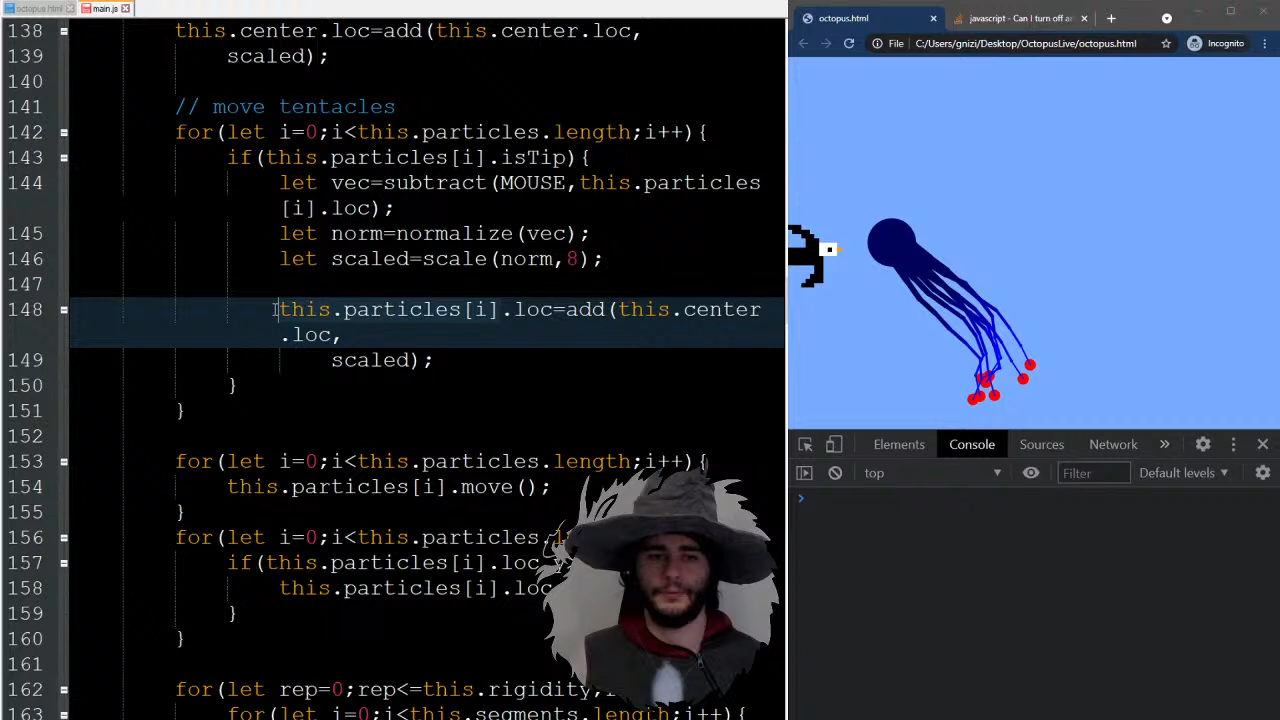 octopus.html
main.js
138 this.center.loc=add(this.center.loc,
139 scaled);
140
141 // move tentacles
142 for(let i=0;i<this.particles.length;i++){
143 if(this.particles[i].isTip){
144 let vec=subtract(MOUSE,this.particles
[i].loc);
145 let norm=normalize(vec);
146 let scaled=scale(norm,8);
147
148 this.particles[i].loc=add(this.center
.loc,
149 scaled);
150 }
151 }
152
153 for(let i=0;i<this.particles.length;i++){
154 this.particles[i].move();
155 }
156 for(let i=0;i<this.particles.
157 if(this.particles[i].loc
158 this.particles[i].loc
159 }
160 }
161
162 for(let rep=0;rep<=this.rigidity,
163 for(let i=0;i<this.segments.length;i++){
octopus.html
javascript - Can I turn off an
File
C:/Users/gnizi/Desktop/OctopusLive/octopus.html
Incognito
Elements
Console
Sources
Network
top
Filter
Default levels